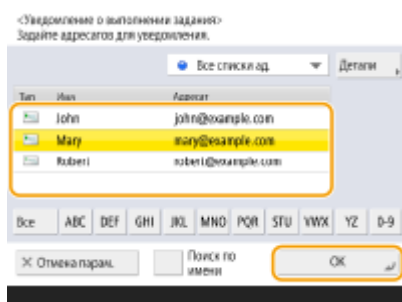 <Уведомление о выполнении задания>
Задайте адресатов для уведомления.
Все списки ад.
Детали
Тип Имя Адресат
John john@example.com
Mary mary@example.com
Robert robert@example.com
Все ABC DEF GHI JKL MNO PQR STU VWX YZ 0-9
× Отмена парам.
Поиск по
имени
OK